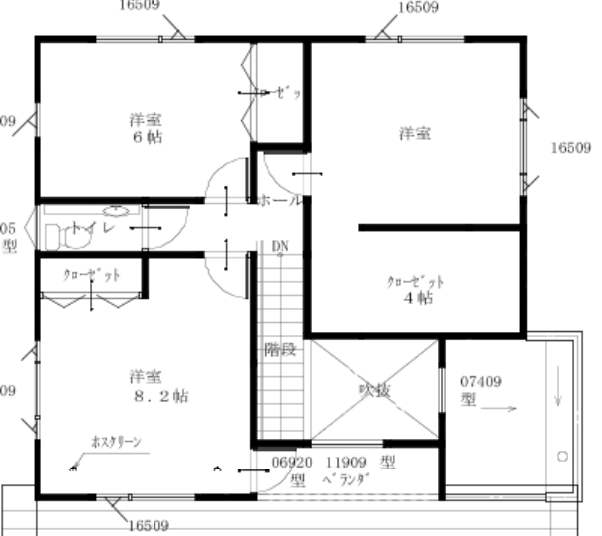 16509
16509
09
洋室
6帖
ｾﾞｯ
洋室
16509
ホール
05
型
トイレ
DN
ｸﾛｰｾﾞｯﾄ
ｸﾛｰｾﾞｯﾄ
4帖
階段
洋室
8.2帖
吹抜
07409
型
09
ﾎｽｸﾘｰﾝ
06920 11909 型
型 ﾍﾞﾗﾝﾀﾞ
16509